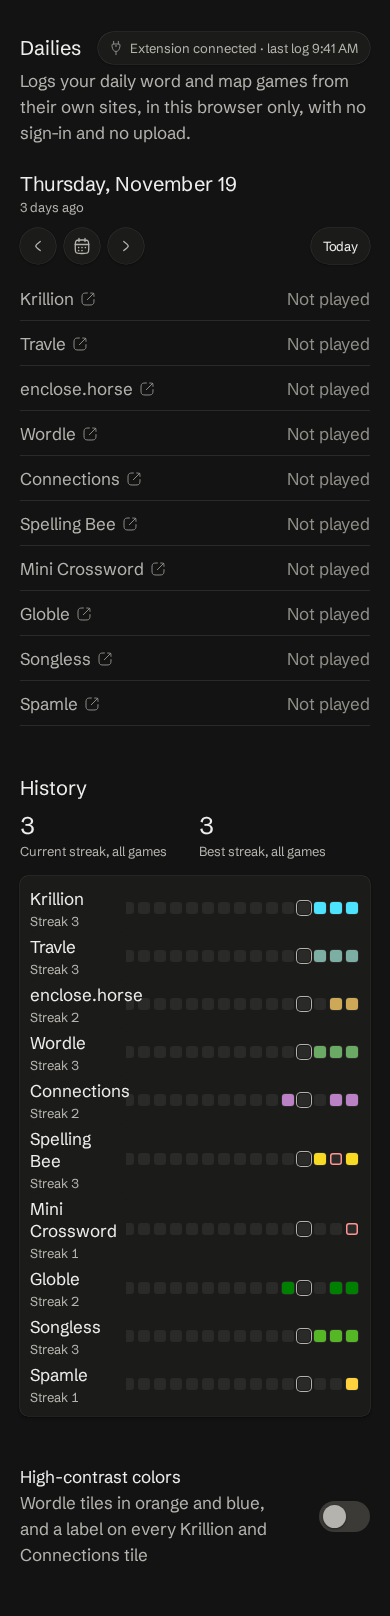 Dailies
Extension connected · last log 9:41 AM
Logs your daily word and map games from
their own sites, in this browser only, with no
sign-in and no upload.
Thursday, November 19
3 days ago
Today
Krillion Not played
Travle Not played
enclose.horse Not played
Wordle Not played
Connections Not played
Spelling Bee Not played
Mini Crossword Not played
Globle Not played
Songless Not played
Spamle Not played
History
3 3
Current streak, all games Best streak, all games
Krillion
Streak 3
Travle
Streak 3
enclose.horse
Streak 2
Wordle
Streak 3
Connections
Streak 2
Spelling
Bee
Streak 3
Mini
Crossword
Streak 1
Globle
Streak 2
Songless
Streak 3
Spamle
Streak 1
High-contrast colors
Wordle tiles in orange and blue,
and a label on every Krillion and
Connections tile